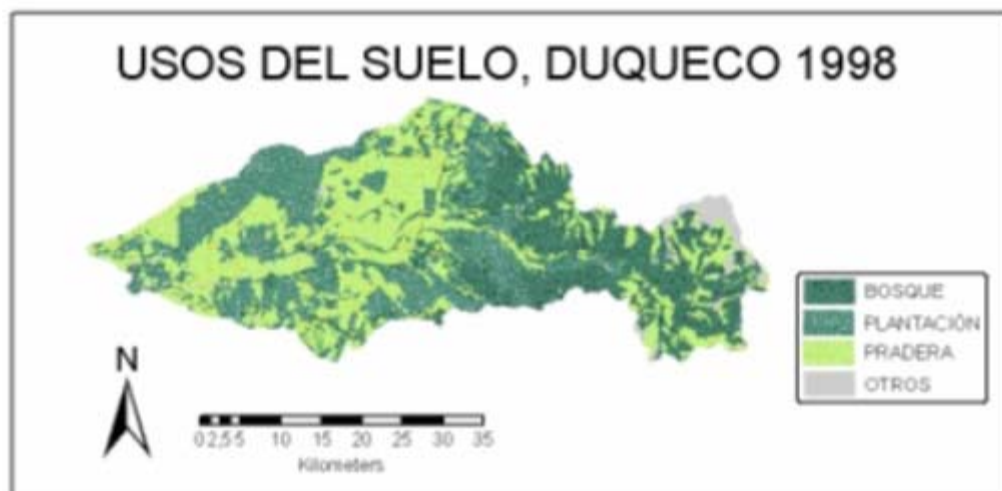 USOS DEL SUELO, DUQUECO 1998
BOSQUE
PLANTACIÓN
PRADERA
OTROS
N
0 2,5 5 10 15 20 25 30 35
Kilometers